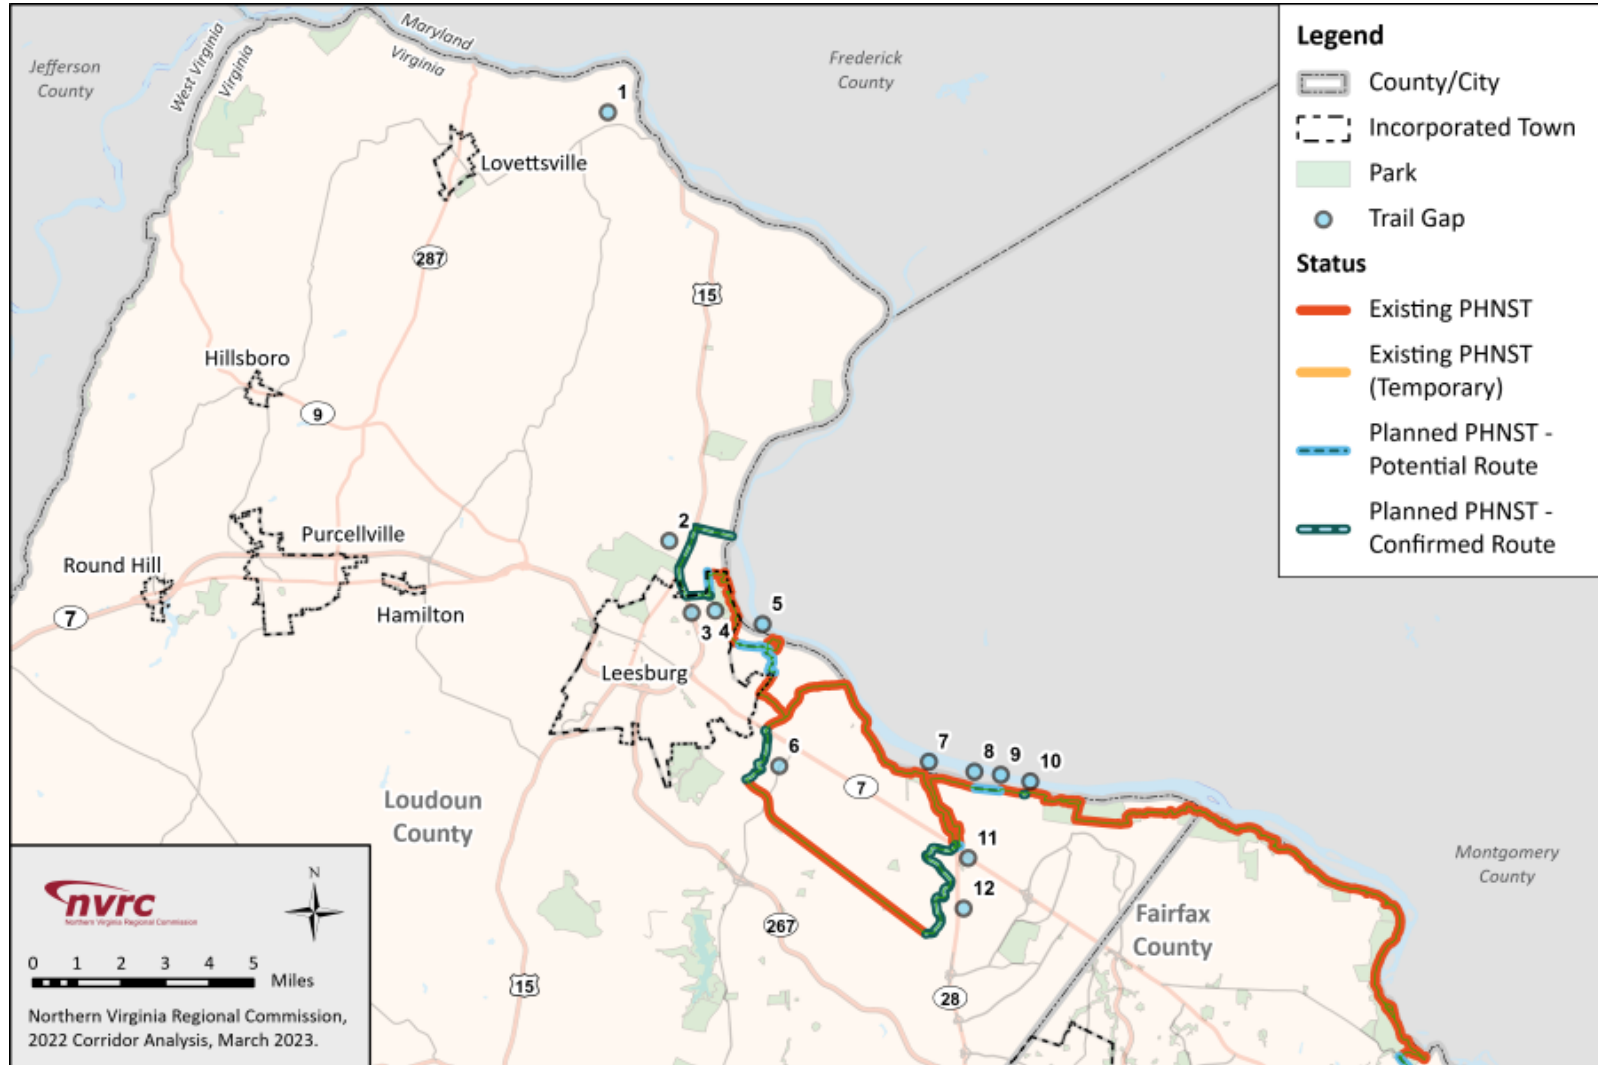 Jefferson
County
West Virginia
Virginia
Maryland
Virginia
Frederick
County
1
Lovettsville
287
15
Hillsboro
9
2
Purcellville
Round Hill
7
Hamilton
3
4
5
Leesburg
6
7
8
9
10
7
Loudoun
County
11
12
Montgomery
County
Fairfax
County
267
15
28
Legend
County/City
Incorporated Town
Park
Trail Gap
Status
Existing PHNST
Existing PHNST
(Temporary)
Planned PHNST -
Potential Route
Planned PHNST -
Confirmed Route
nvrc
Northern Virginia Regional Commission
N
0 1 2 3 4 5
Miles
Northern Virginia Regional Commission,
2022 Corridor Analysis, March 2023.